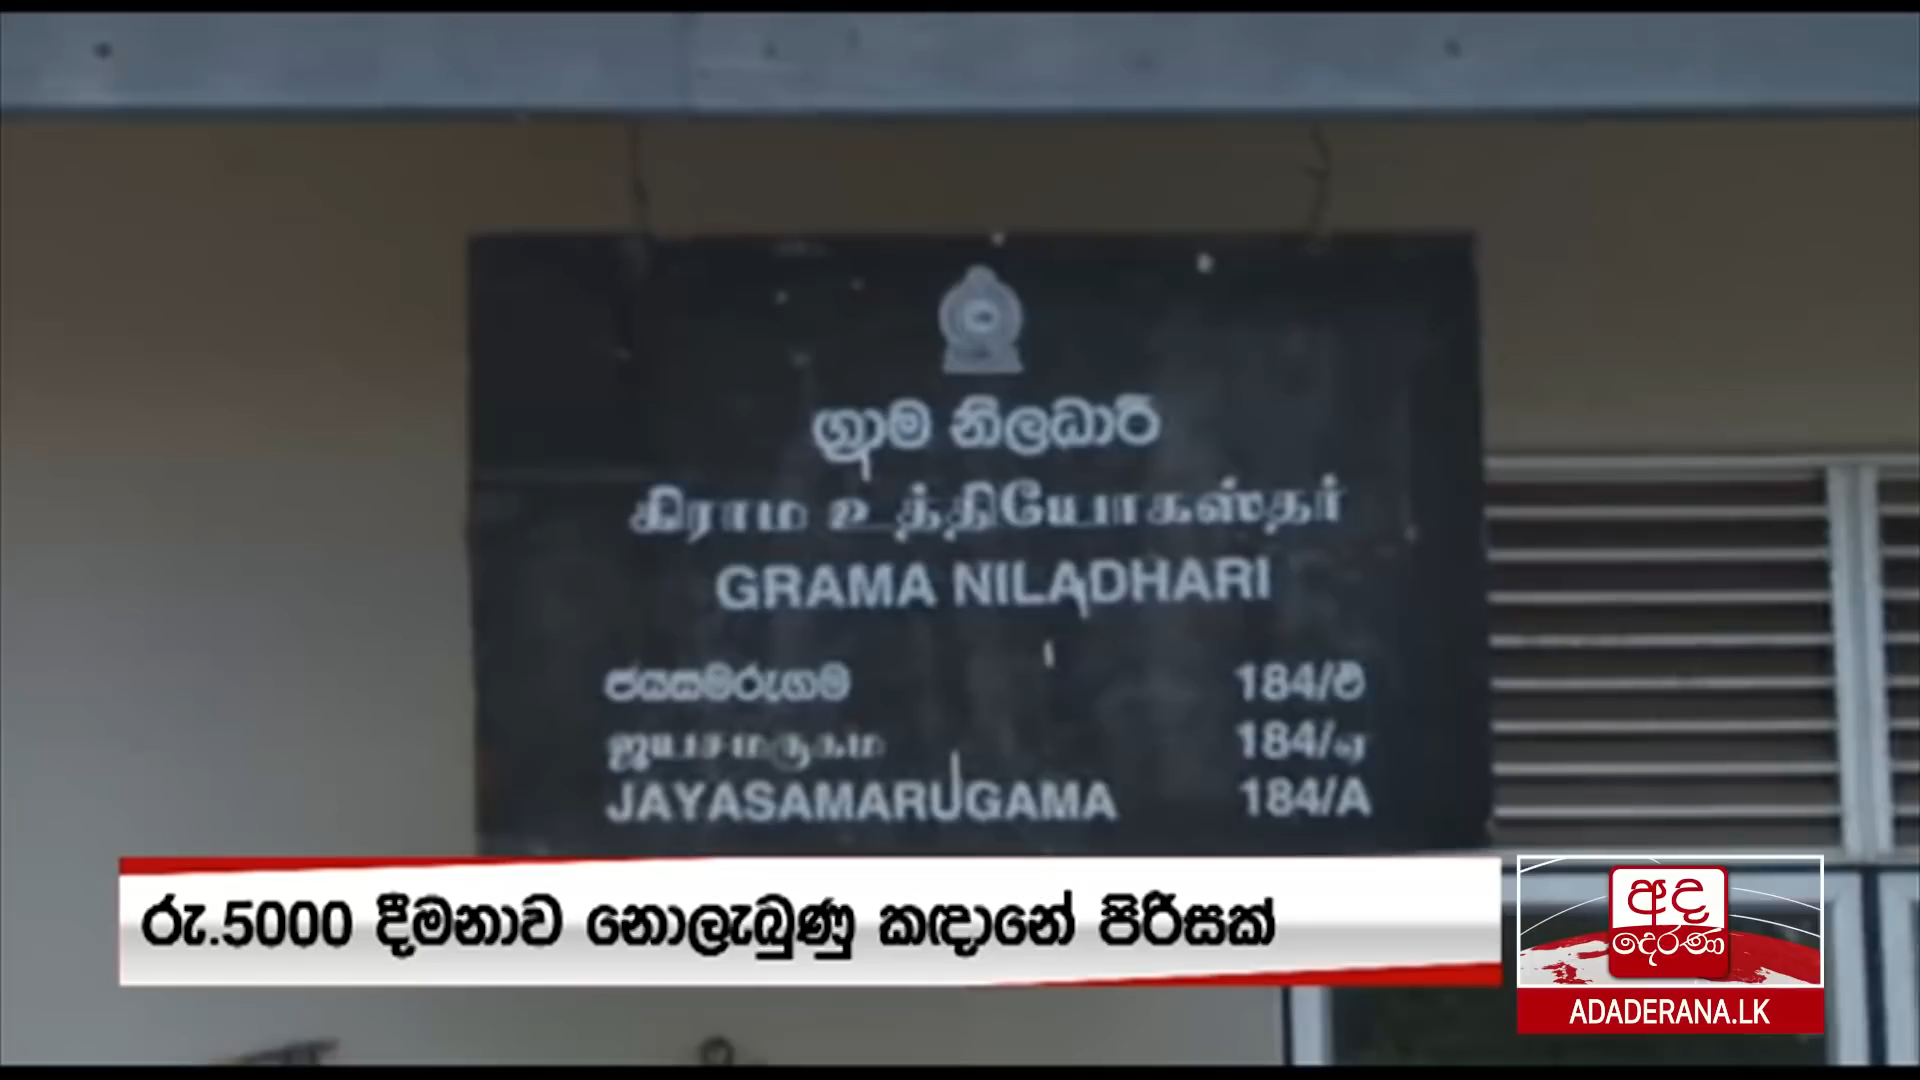 ග්‍රාම නිලධාරී
கிராம உத்தியோகஸ்தர்
GRAMA NILADHARI
ජයසමරුගම 184/ඒ
ஜயசமருகம 184/ஏ
JAYASAMARUGAMA 184/A
රු.5000 දීමනාව නොලැබුණු කඳානේ පිරිසක්
අද
දෙරණ
ADADERANA.LK